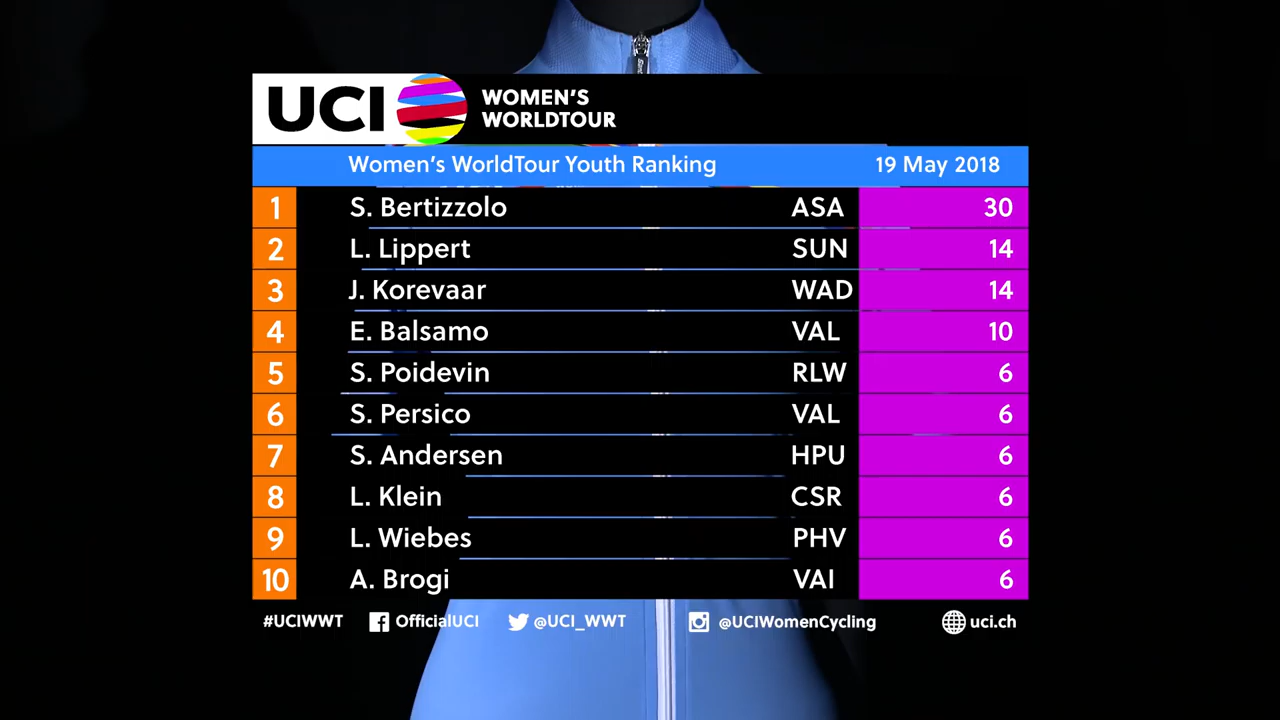 UCI WOMEN'S
WORLDTOUR
Women's WorldTour Youth Ranking 19 May 2018
1 S. Bertizzolo ASA 30
2 L. Lippert SUN 14
3 J. Korevaar WAD 14
4 E. Balsamo VAL 10
5 S. Poidevin RLW 6
6 S. Persico VAL 6
7 S. Andersen HPU 6
8 L. Klein CSR 6
9 L. Wiebes PHV 6
10 A. Brogi VAI 6
#UCIWWT OfficialUCI @UCI_WWT @UCIWomenCycling uci.ch